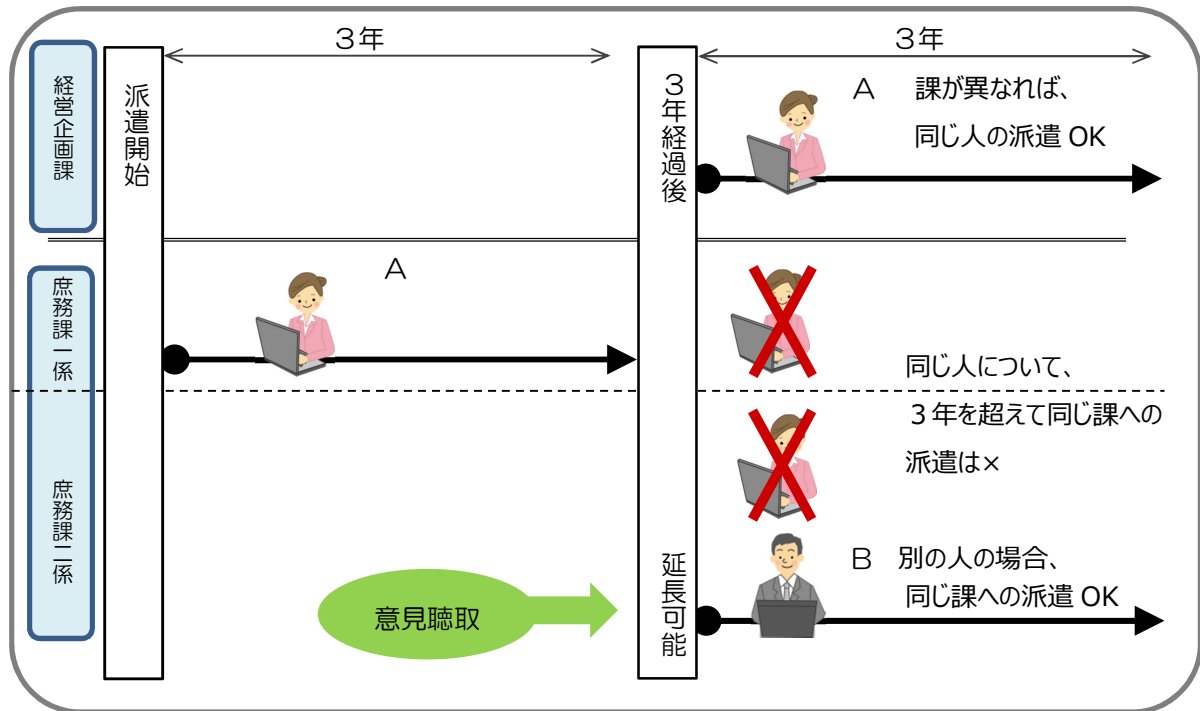 3年
3年
経営企画課
派遣開始
3年経過後
A 課が異なれば、
同じ人の派遣 OK
庶務課一係
A
同じ人について、
3年を超えて同じ課への
派遣は×
庶務課二係
意見聴取
延長可能
B 別の人の場合、
同じ課への派遣 OK